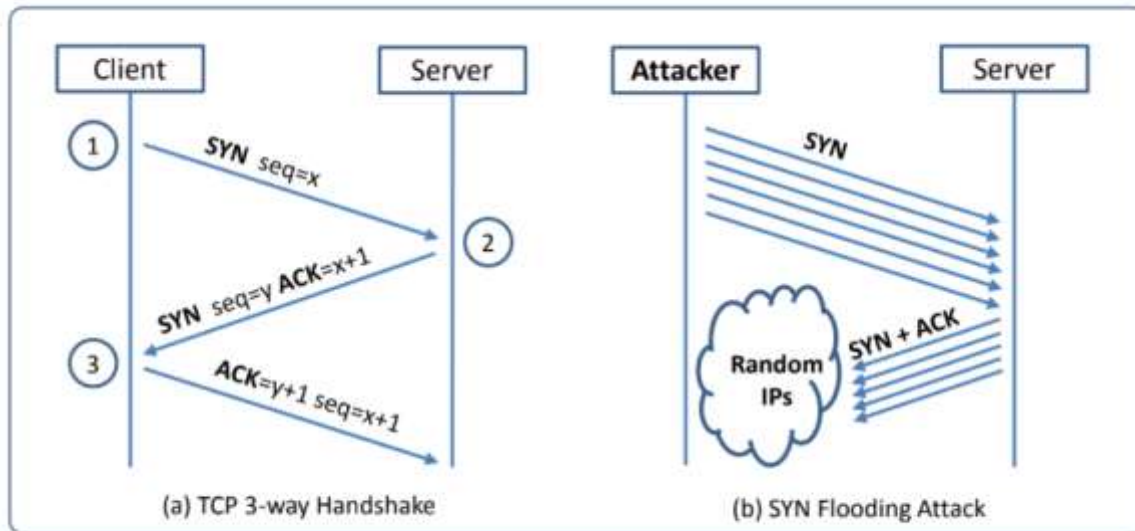 Client
Server
1
SYN seq=x
2
SYN seq=y ACK=x+1
3
ACK=y+1 seq=x+1
(a) TCP 3-way Handshake
Attacker
Server
SYN
SYN + ACK
Random
IPs
(b) SYN Flooding Attack